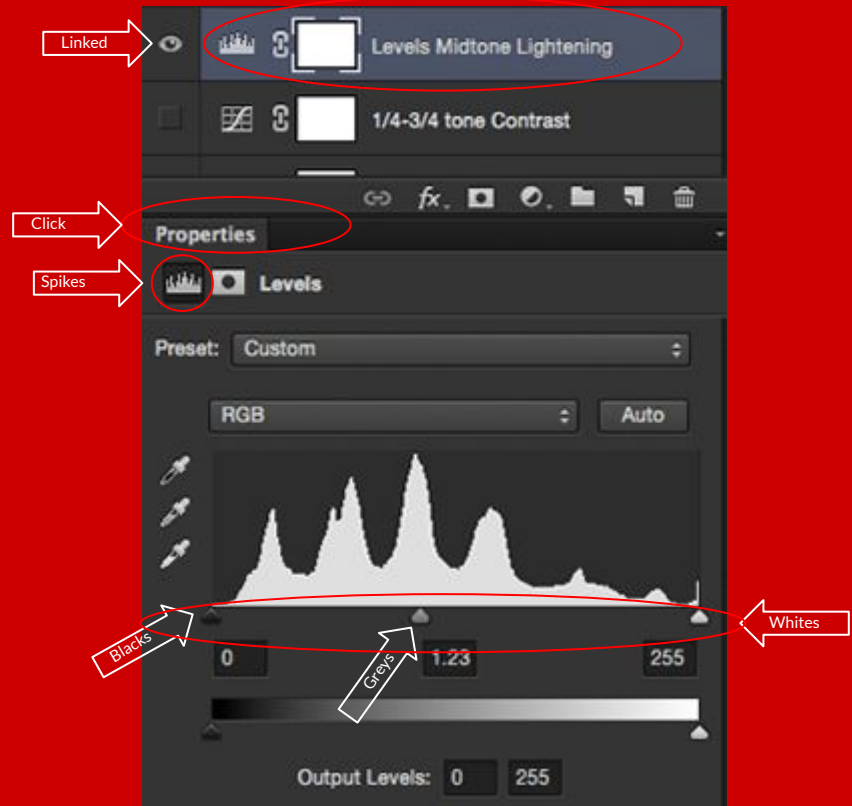 Linked
Levels Midtone Lightening
1/4-3/4 tone Contrast
fx.
Click
Properties
Spikes
Levels
Preset: Custom
RGB Auto
Blacks
Greys
Whites
0 1.23 255
Output Levels: 0 255